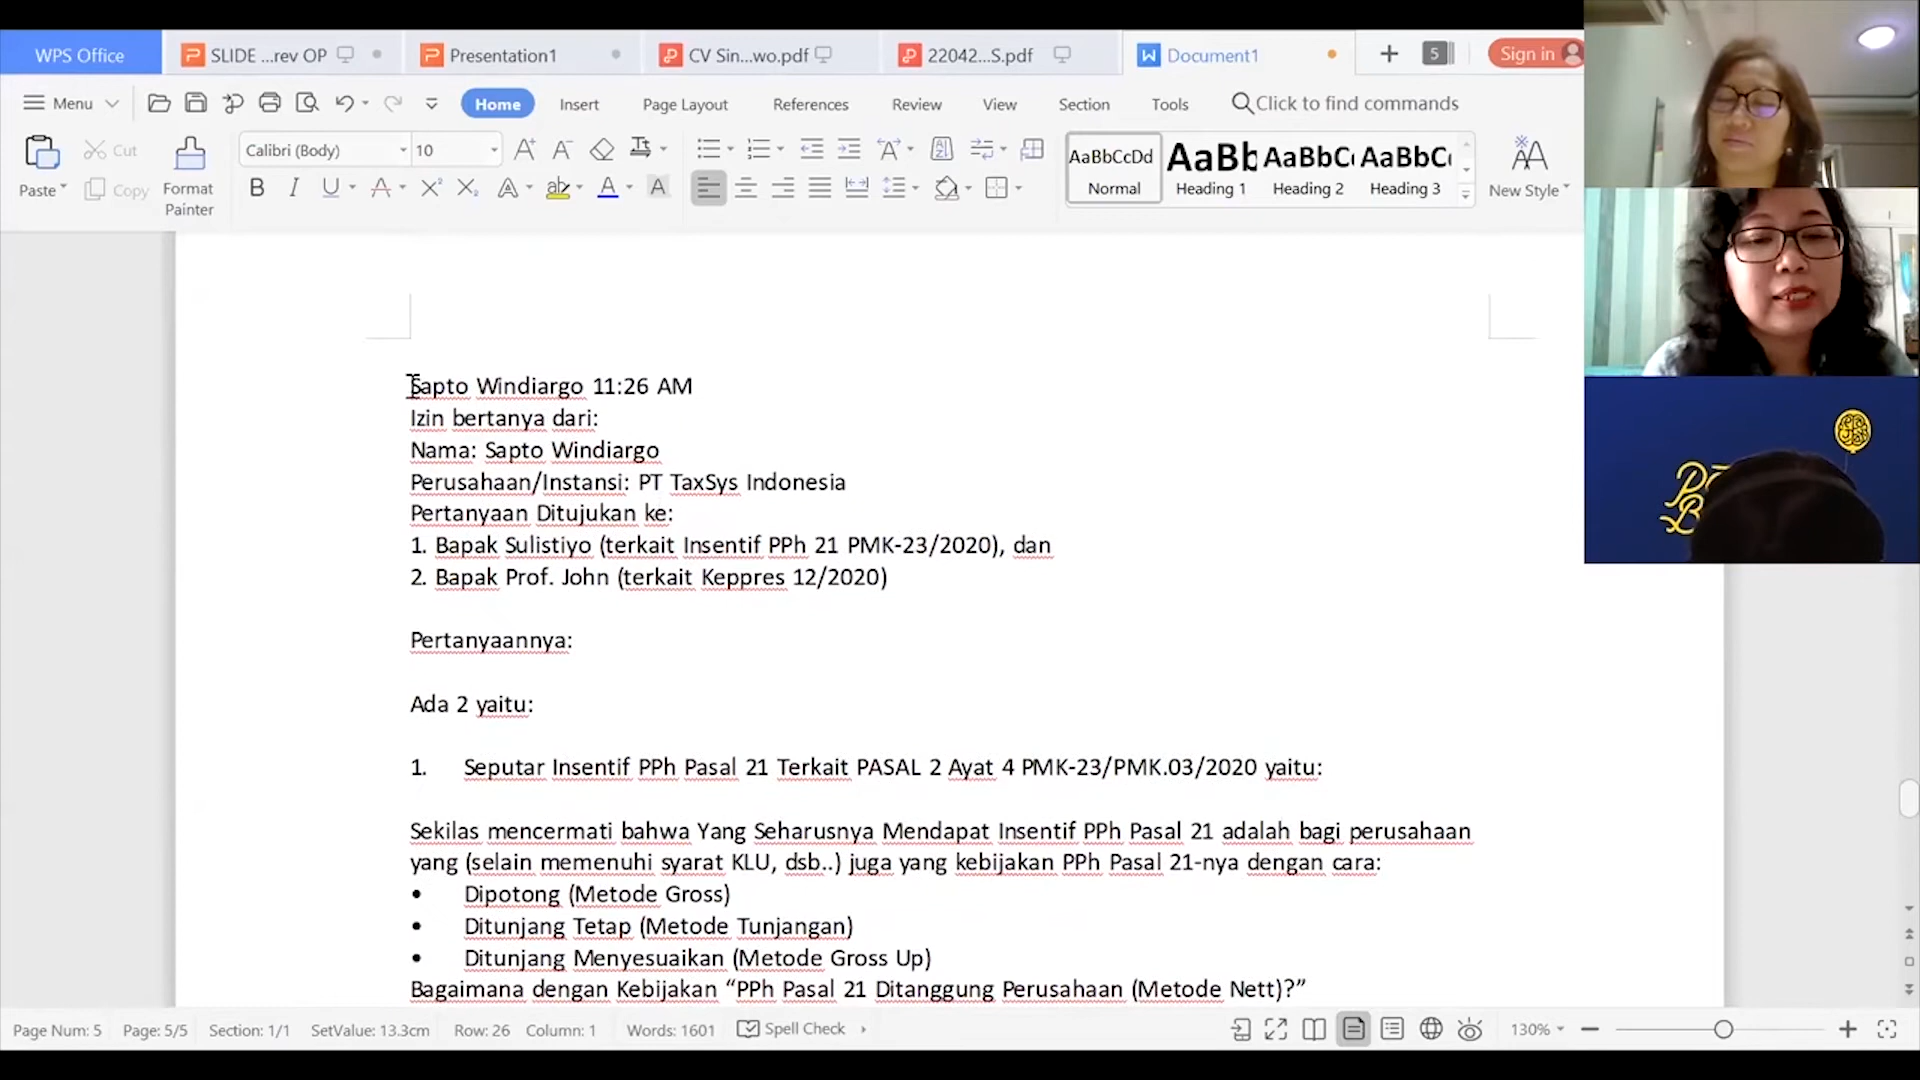 WPS Office
SLIDE ...rev OP
Presentation1
CV Sin...wo.pdf
22042...S.pdf
Document1
5
Sign in
Menu
Home
Insert
Page Layout
References
Review
View
Section
Tools
Click to find commands
Paste
Cut
Copy
Format
Painter
Calibri (Body)
10
AaBbCcDd
Normal
AaBb
Heading 1
AaBbC
Heading 2
AaBbC
Heading 3
New Style
Sapto Windiargo 11:26 AM
Izin bertanya dari:
Nama: Sapto Windiargo
Perusahaan/Instansi: PT TaxSys Indonesia
Pertanyaan Ditujukan ke:
1. Bapak Sulistiyo (terkait Insentif PPh 21 PMK-23/2020), dan
2. Bapak Prof. John (terkait Keppres 12/2020)
Pertanyaannya:
Ada 2 yaitu:
1. Seputar Insentif PPh Pasal 21 Terkait PASAL 2 Ayat 4 PMK-23/PMK.03/2020 yaitu:
Sekilas mencermati bahwa Yang Seharusnya Mendapat Insentif PPh Pasal 21 adalah bagi perusahaan
yang (selain memenuhi syarat KLU, dsb..) juga yang kebijakan PPh Pasal 21-nya dengan cara:
• Dipotong (Metode Gross)
• Ditunjang Tetap (Metode Tunjangan)
• Ditunjang Menyesuaikan (Metode Gross Up)
Bagaimana dengan Kebijakan “PPh Pasal 21 Ditanggung Perusahaan (Metode Nett)?”
Page Num: 5
Page: 5/5
Section: 1/1
SetValue: 13.3cm
Row: 26
Column: 1
Words: 1601
Spell Check
130%